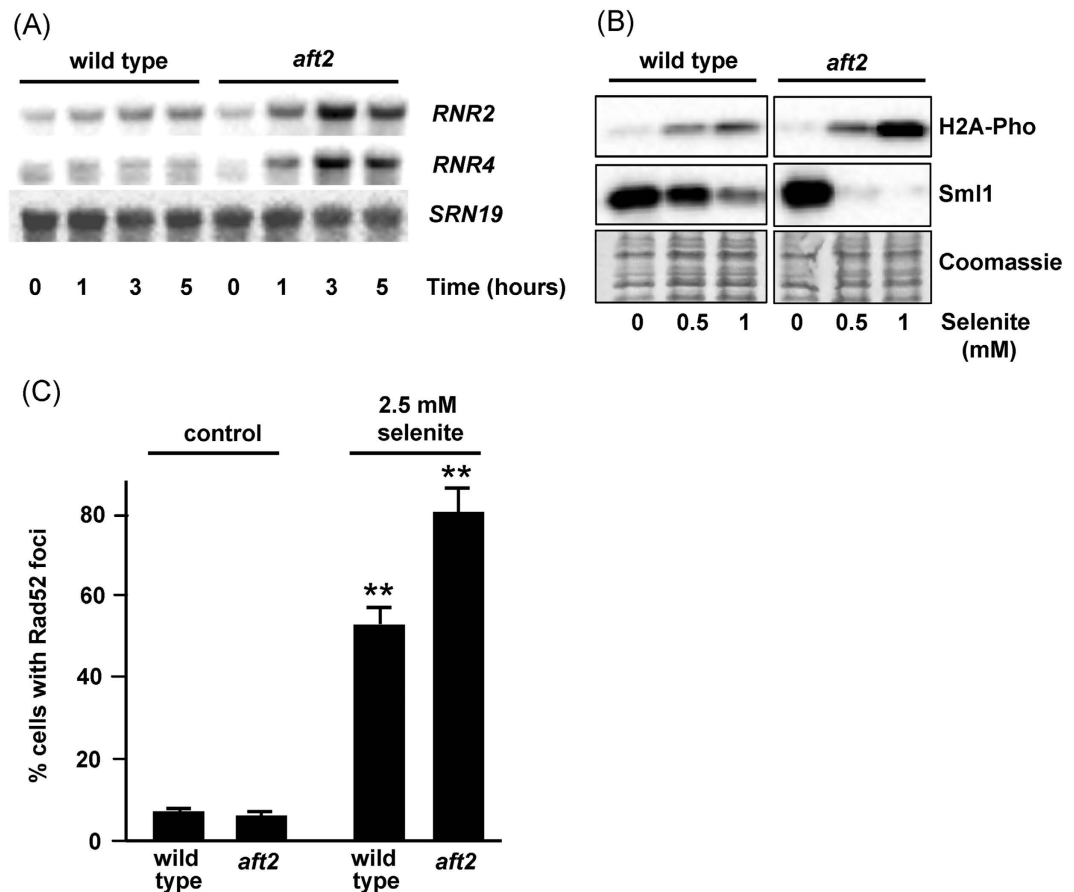 (A)
wild type aft2
RNR2
RNR4
SRN19
0 1 3 5 0 1 3 5 Time (hours)
(B)
wild type aft2
H2A-Pho
Sml1
Coomassie
0 0.5 1 0 0.5 1 Selenite
(mM)
(C)
control
2.5 mM
selenite
% cells with Rad52 foci
80
60
40
20
0
**
**
wild
type
aft2
wild
type
aft2